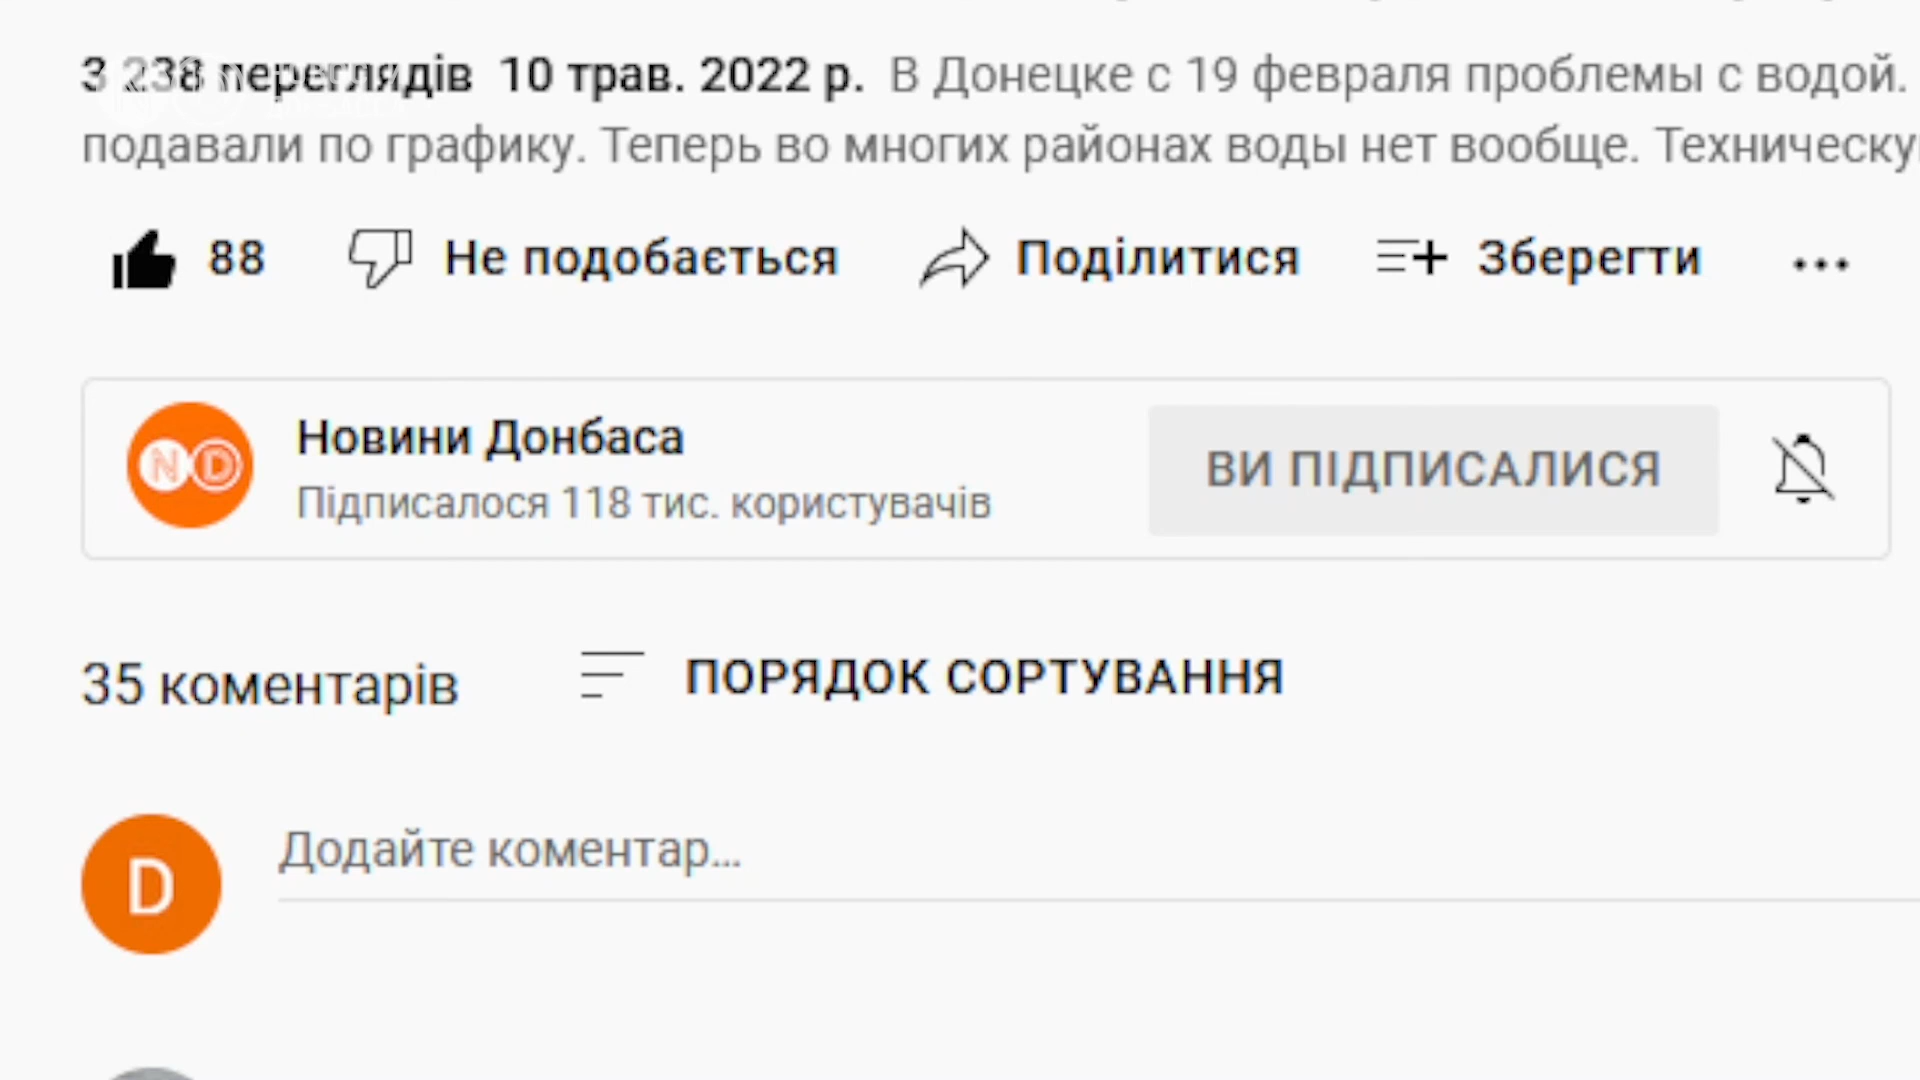 3 238 переглядів 10 трав. 2022 р. В Донецке с 19 февраля проблемы с водой.
подавали по графику. Теперь во многих районах воды нет вообще. Техническу
88 Не подобається Поділитися Зберегти
ND Новини Донбаса
Підписалося 118 тис. користувачів
ВИ ПІДПИСАЛИСЯ
35 коментарів ПОРЯДОК СОРТУВАННЯ
D Додайте коментар...